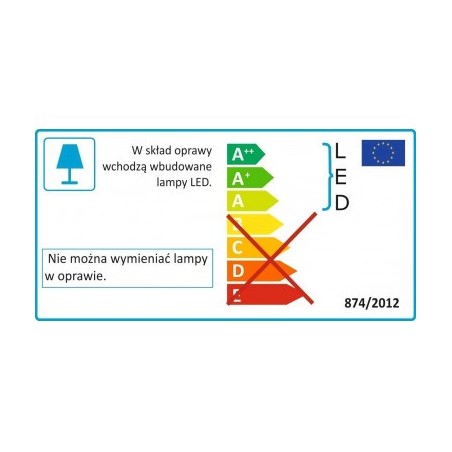 W skład oprawy
wchodzą wbudowane
lampy LED.
A++
A+
A
B
C
D
E
L
E
D
Nie można wymieniać lampy
w oprawie.
874/2012